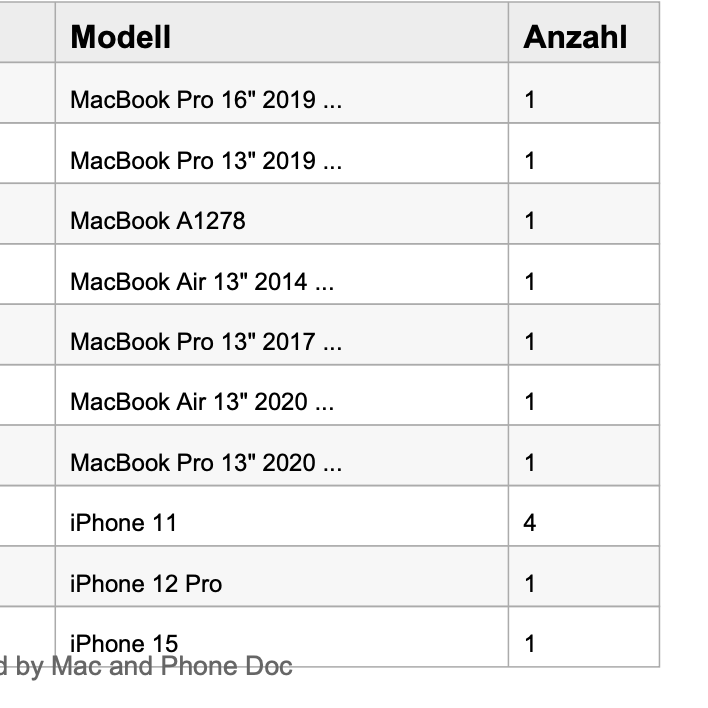 Modell Anzahl
MacBook Pro 16" 2019 ... 1
MacBook Pro 13" 2019 ... 1
MacBook A1278 1
MacBook Air 13" 2014 ... 1
MacBook Pro 13" 2017 ... 1
MacBook Air 13" 2020 ... 1
MacBook Pro 13" 2020 ... 1
iPhone 11 4
iPhone 12 Pro 1
iPhone 15 1
by Mac and Phone Doc